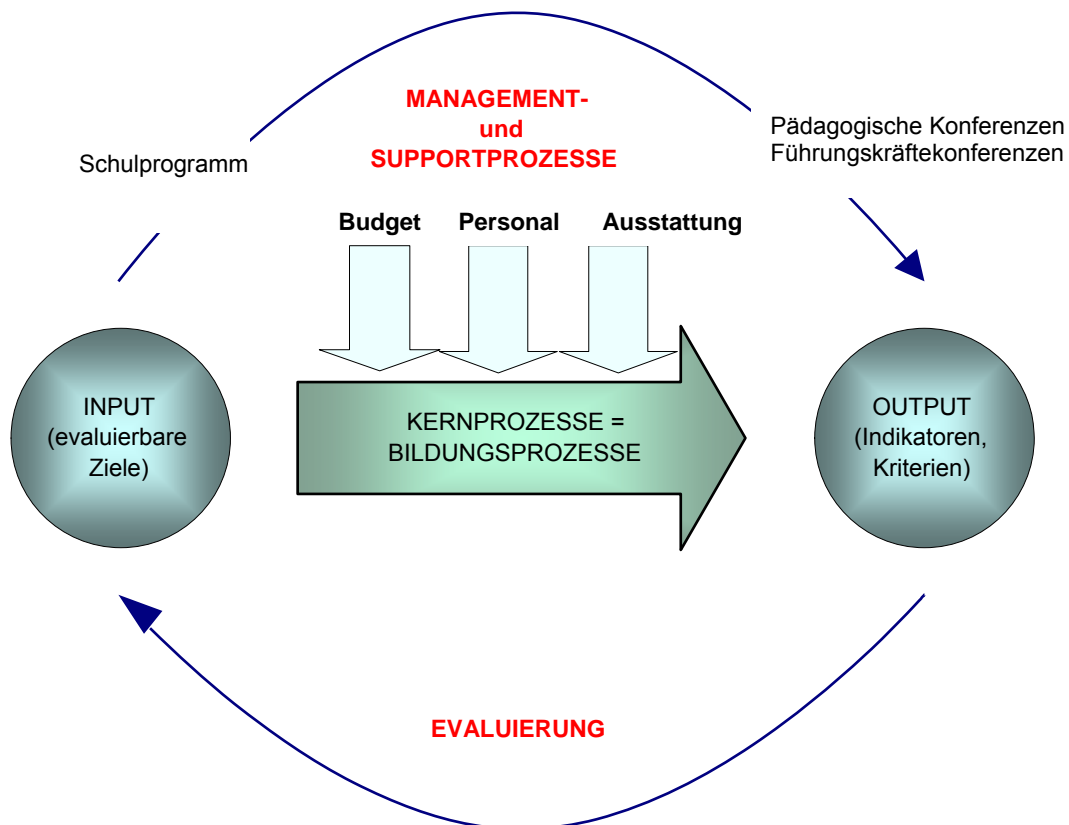 MANAGEMENT-
und
SUPPORTPROZESSE
Schulprogramm
Pädagogische Konferenzen
Führungskräftekonferenzen
Budget Personal Ausstattung
INPUT
(evaluierbare
Ziele)
KERNPROZESSE =
BILDUNGSPROZESSE
OUTPUT
(Indikatoren,
Kriterien)
EVALUIERUNG